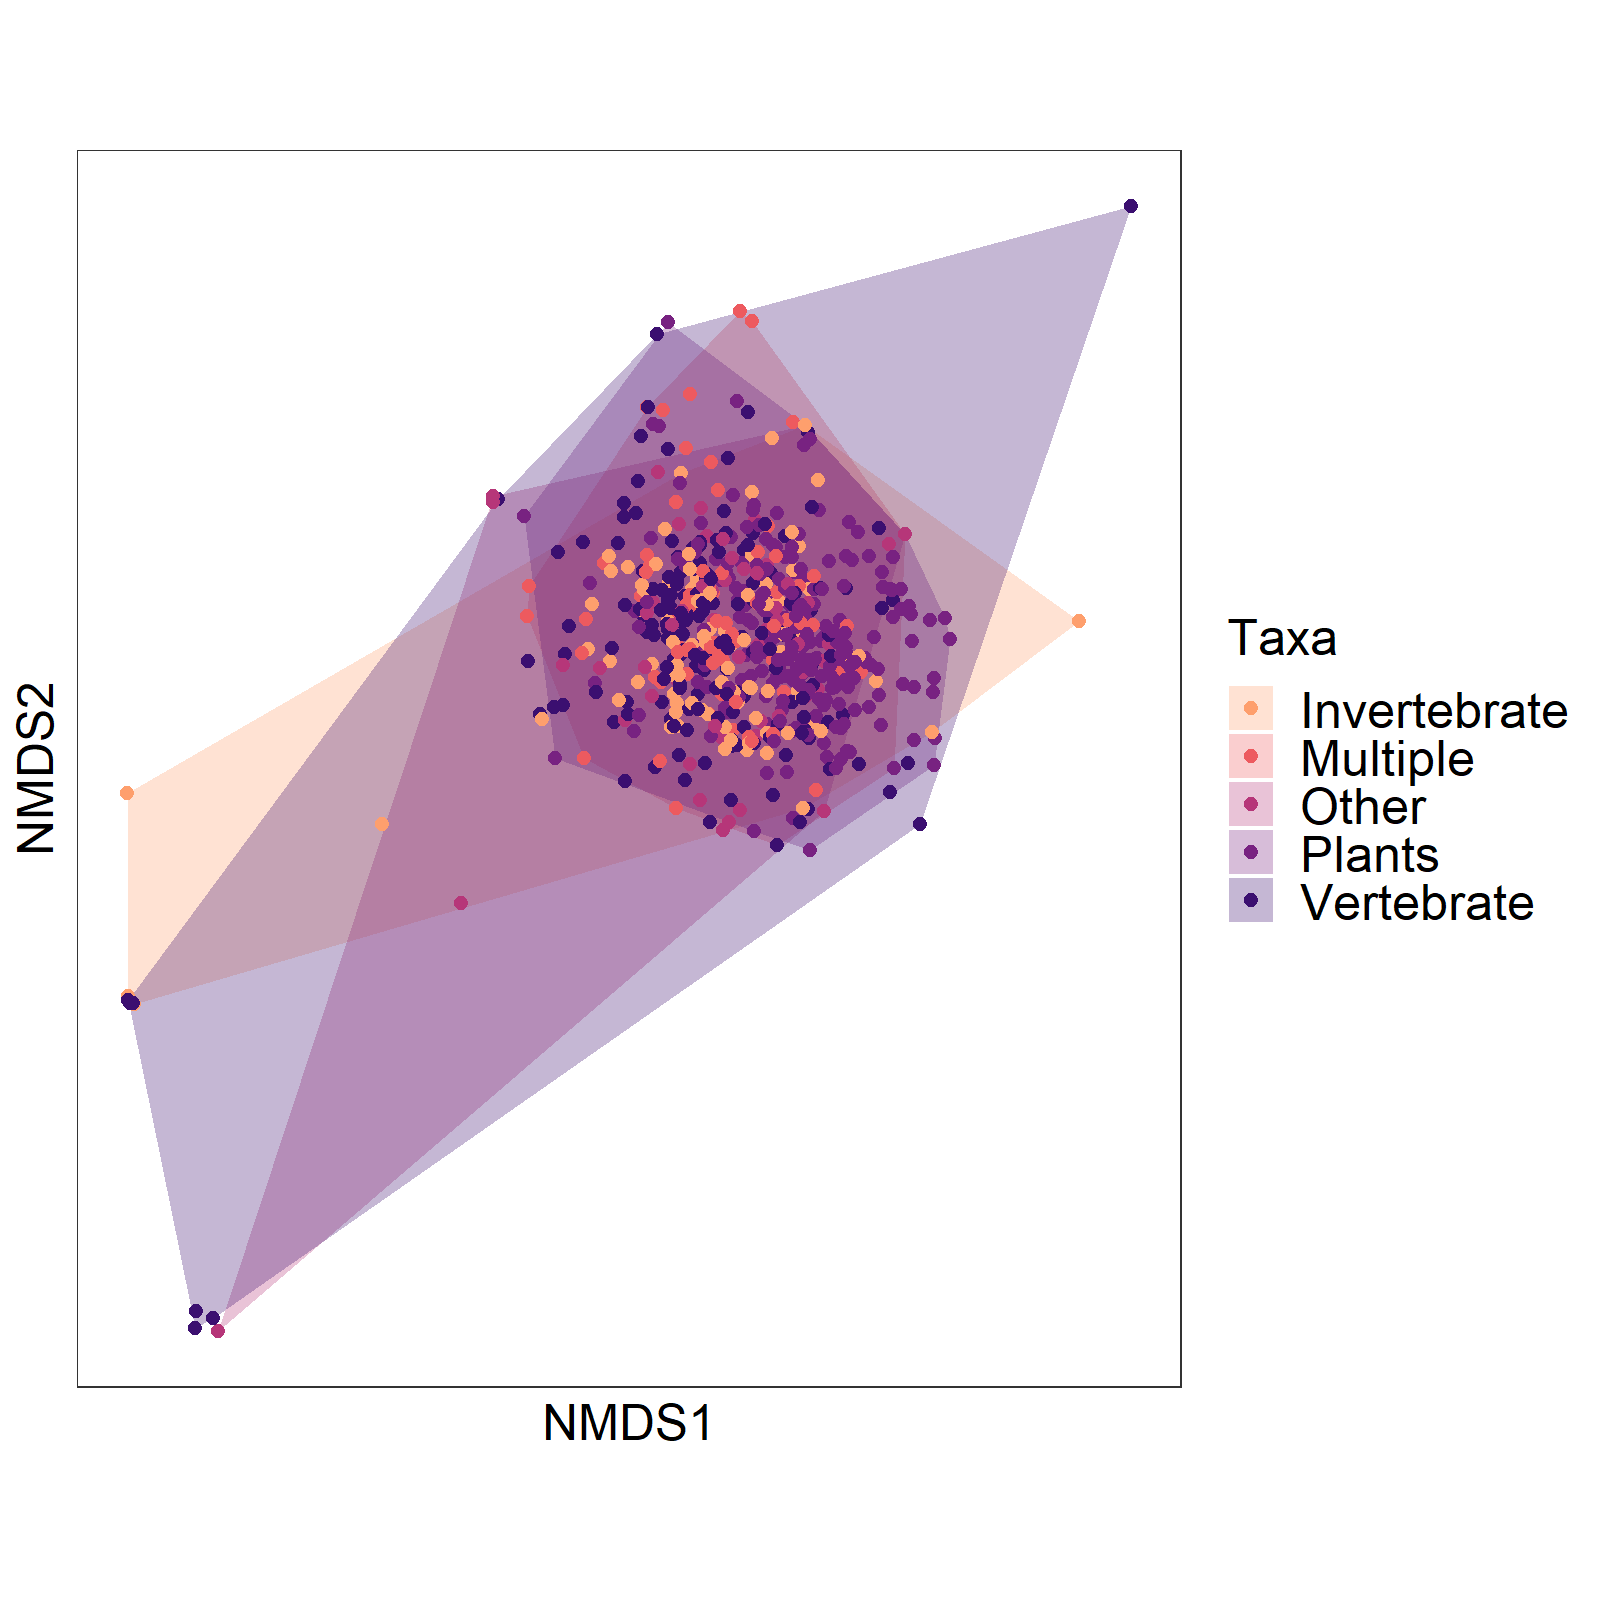 NMDS2
NMDS1
Taxa
Invertebrate
Multiple
Other
Plants
Vertebrate